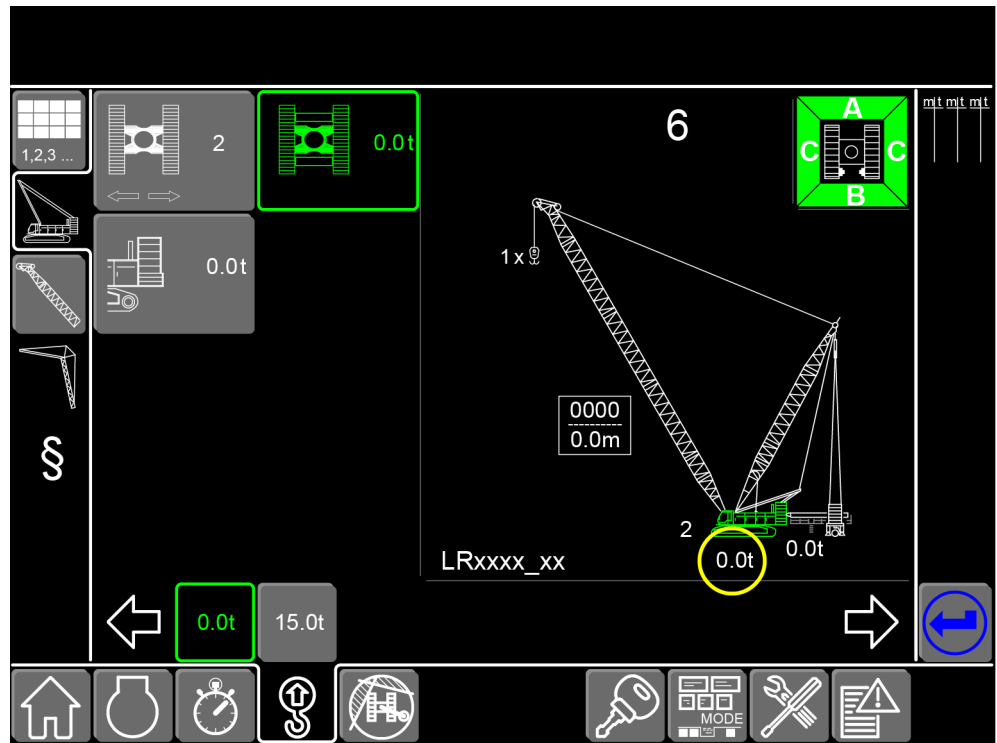 1,2,3 ...
2
0.0t
6
A
C
C
B
m|t m|t m|t
0.0t
1 x
0000
0.0m
§
2
0.0t
0.0t
LRxxxx_xx
0.0t
15.0t
MODE